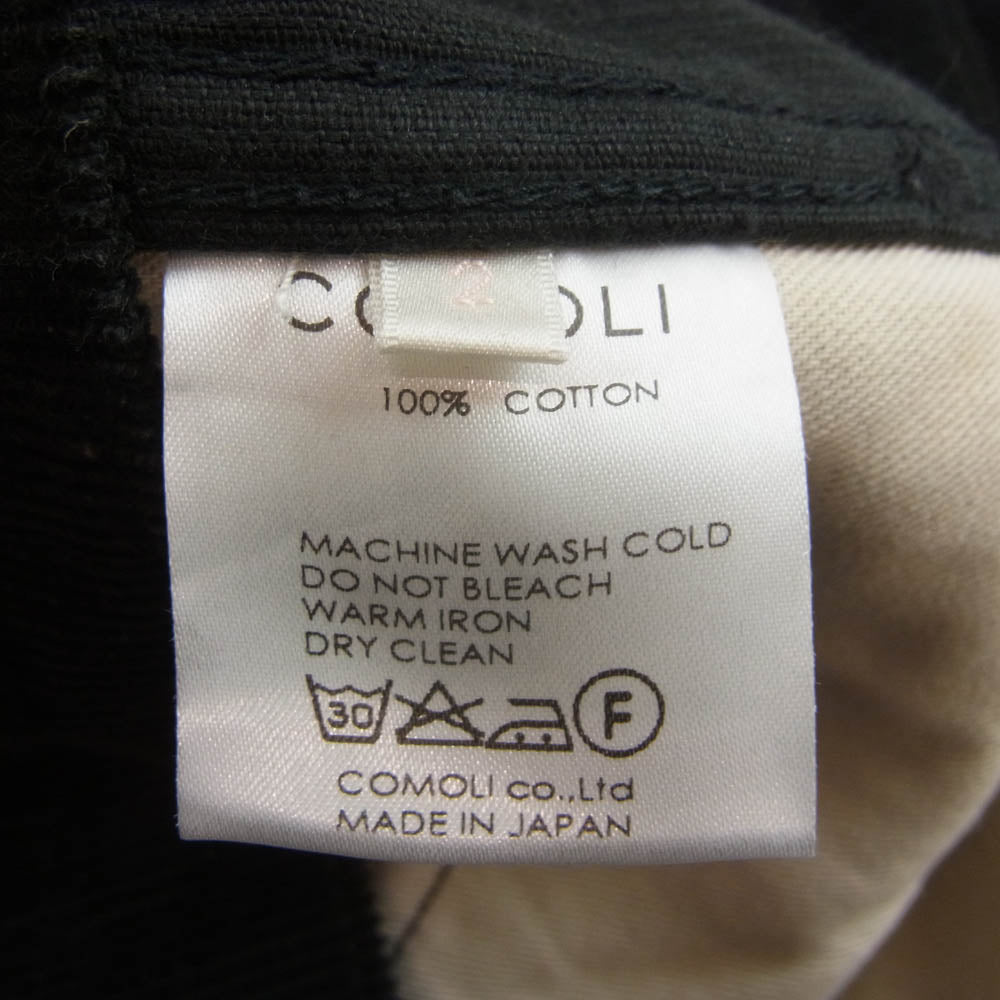 COMOLI
2
100% COTTON
MACHINE WASH COLD
DO NOT BLEACH
WARM IRON
DRY CLEAN
30 F
COMOLI co.,Ltd
MADE IN JAPAN